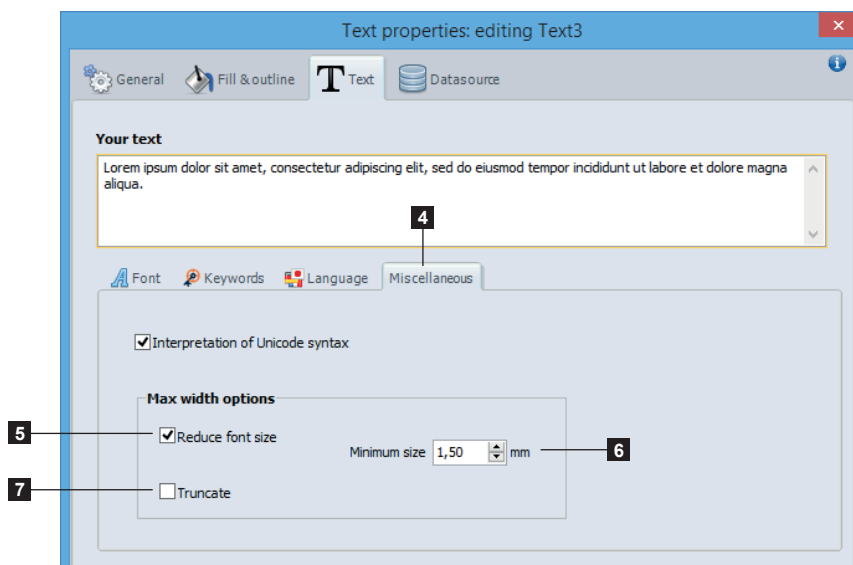 Text properties: editing Text3
General Fill & outline Text Datasource
Your text
Lorem ipsum dolor sit amet, consectetur adipiscing elit, sed do eiusmod tempor incididunt ut labore et dolore magna
aliqua.
4
Font Keywords Language Miscellaneous
Interpretation of Unicode syntax
Max width options
5 Reduce font size
Minimum size 1,50 mm 6
7 Truncate